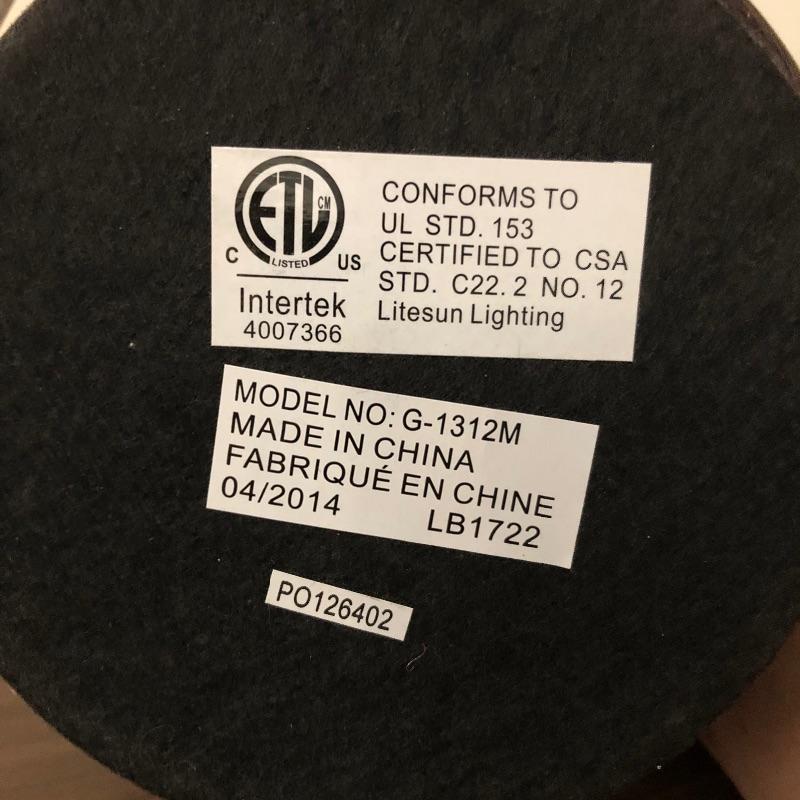 ETL CM
C LISTED US
Intertek
4007366
CONFORMS TO
UL STD. 153
CERTIFIED TO CSA
STD. C22. 2 NO. 12
Litesun Lighting
MODEL NO: G-1312M
MADE IN CHINA
FABRIQUÉ EN CHINE
04/2014 LB1722
PO126402